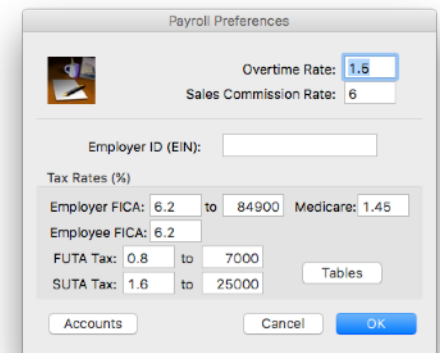 Payroll Preferences
Overtime Rate: 1.5
Sales Commission Rate: 6
Employer ID (EIN):
Tax Rates (%)
Employer FICA: 6.2 to 84900 Medicare: 1.45
Employee FICA: 6.2
FUTA Tax: 0.8 to 7000
SUTA Tax: 1.6 to 25000
Tables
Accounts Cancel OK